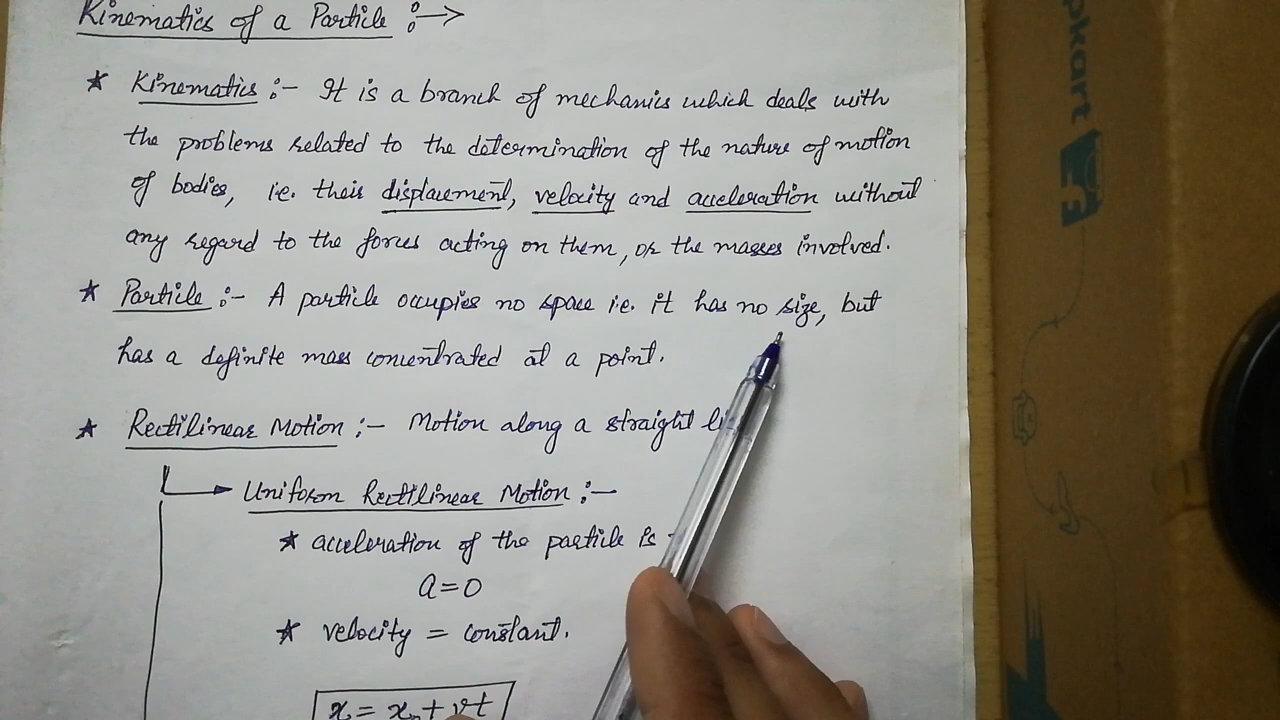 Kinematics of a Particle :→
★ Kinematics :- It is a branch of mechanics which deals with
the problems related to the determination of the nature of motion
of bodies, i.e. their displacement, velocity and acceleration without
any regard to the forces acting on them, or the masses involved.
★ Particle :- A particle occupies no space i.e. it has no size, but
has a definite mass concentrated at a point.
★ Rectilinear Motion :- Motion along a straight
Uniform Rectilinear Motion :-
★ acceleration of the particle is
a=0
★ velocity = constant.
x = x₀ + vt
pkart